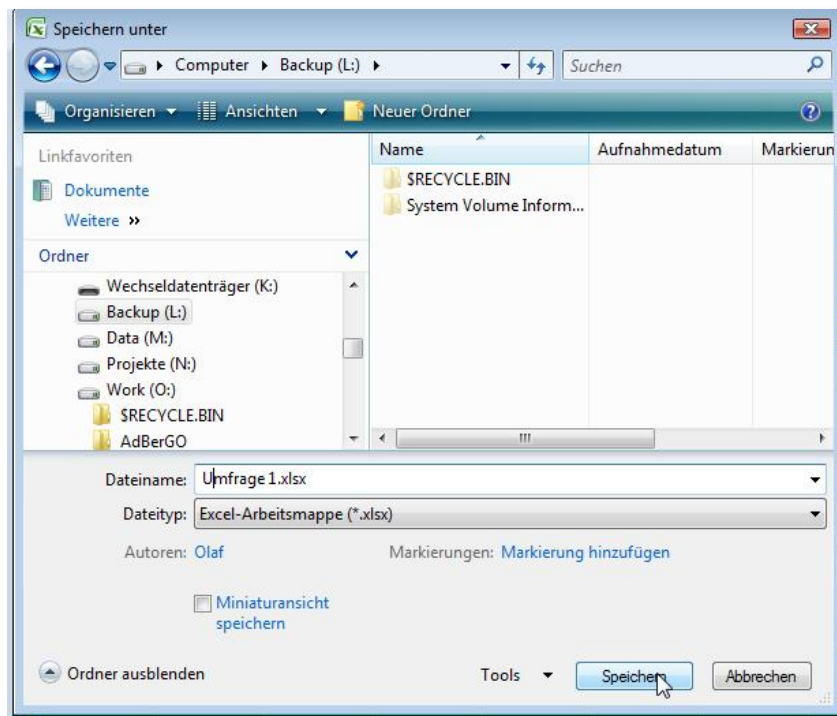 Speichern unter
Computer Backup (L:)
Suchen
Organisieren Ansichten Neuer Ordner
Linkfavoriten
Dokumente
Weitere »
Ordner
Wechseldatenträger (K:)
Backup (L:)
Data (M:)
Projekte (N:)
Work (O:)
$RECYCLE.BIN
AdBerGO
Name Aufnahmedatum Markierun
$RECYCLE.BIN
System Volume Inform...
Dateiname: Umfrage 1.xlsx
Dateityp: Excel-Arbeitsmappe (*.xlsx)
Autoren: Olaf Markierungen: Markierung hinzufügen
Miniaturansicht
speichern
Ordner ausblenden Tools Speichern Abbrechen